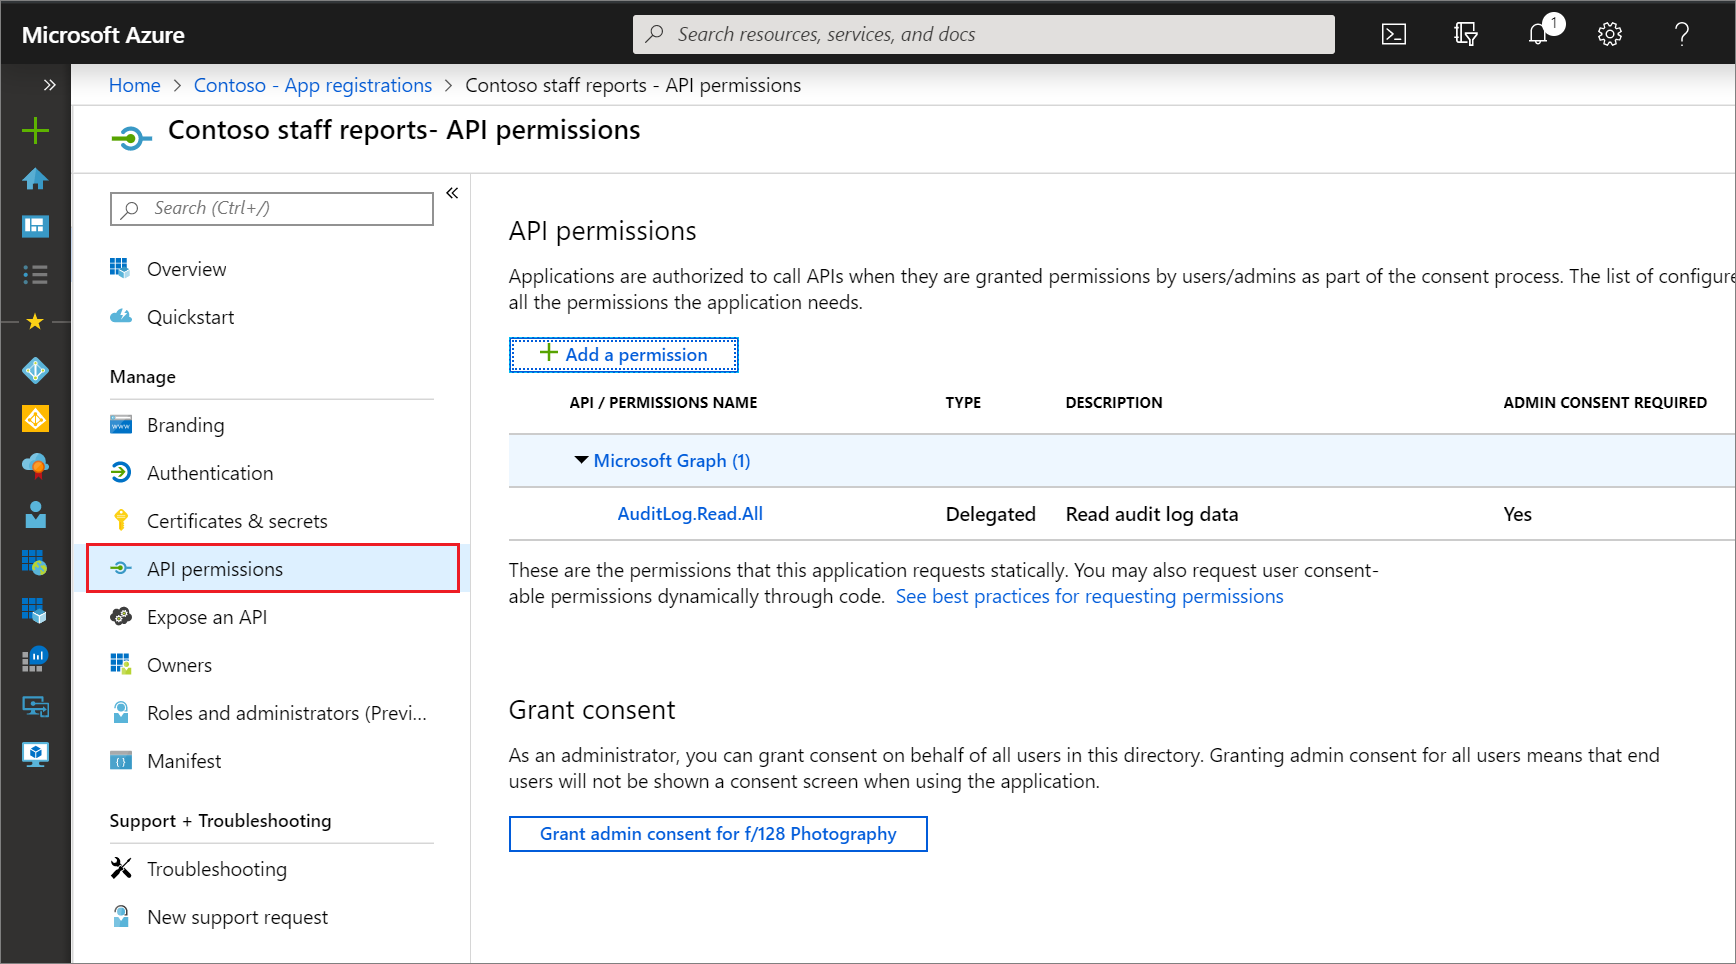 Microsoft Azure
Search resources, services, and docs
1
Home > Contoso - App registrations > Contoso staff reports - API permissions
Contoso staff reports- API permissions
Search (Ctrl+/)
Overview
Quickstart
Manage
Branding
Authentication
Certificates & secrets
API permissions
Expose an API
Owners
Roles and administrators (Previ...
Manifest
Support + Troubleshooting
Troubleshooting
New support request
API permissions
Applications are authorized to call APIs when they are granted permissions by users/admins as part of the consent process. The list of configure
all the permissions the application needs.
Add a permission
API / PERMISSIONS NAME TYPE DESCRIPTION ADMIN CONSENT REQUIRED
Microsoft Graph (1)
AuditLog.Read.All Delegated Read audit log data Yes
These are the permissions that this application requests statically. You may also request user consent-
able permissions dynamically through code. See best practices for requesting permissions
Grant consent
As an administrator, you can grant consent on behalf of all users in this directory. Granting admin consent for all users means that end
users will not be shown a consent screen when using the application.
Grant admin consent for f/128 Photography